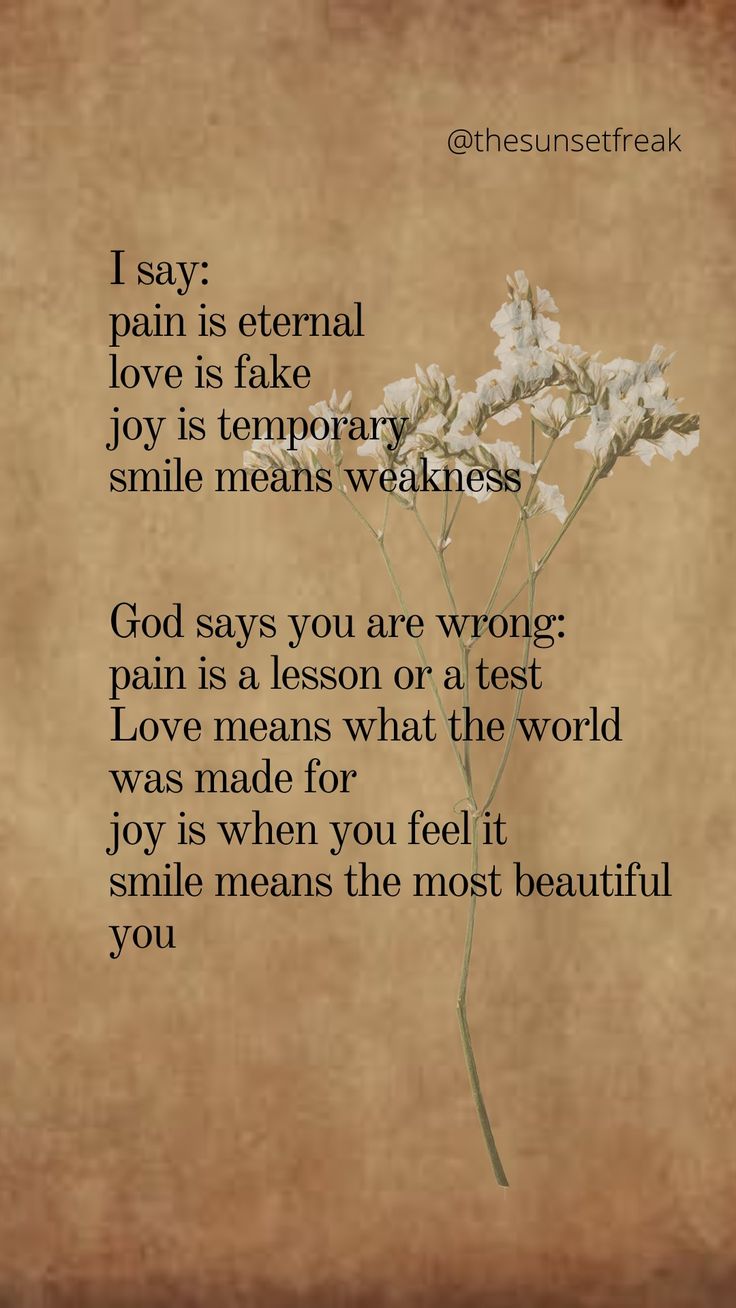 @thesunsetfreak
I say:
pain is eternal
love is fake
joy is temporary
smile means weakness
God says you are wrong:
pain is a lesson or a test
Love means what the world
was made for
joy is when you feel it
smile means the most beautiful
you